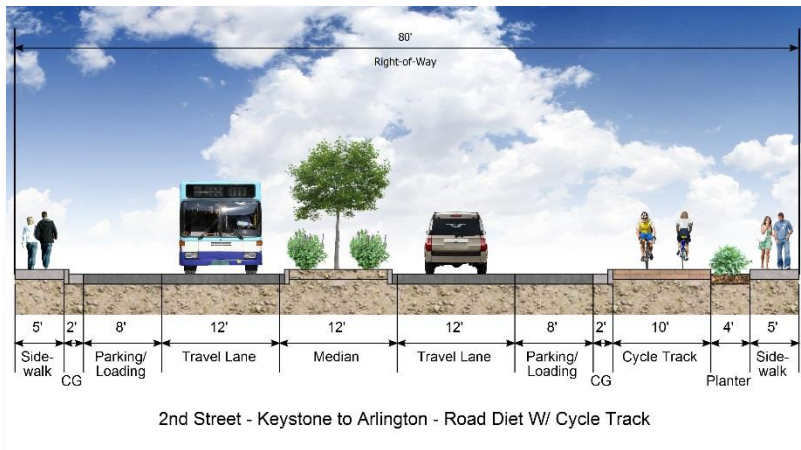 80'
Right-of-Way
5' 2' 8' 12' 12' 12' 8' 2' 10' 4' 5'
Side- Parking/ Travel Lane Median Travel Lane Parking/ Cycle Track Side-
walk Loading Loading walk
CG CG Planter
2nd Street - Keystone to Arlington - Road Diet W/ Cycle Track